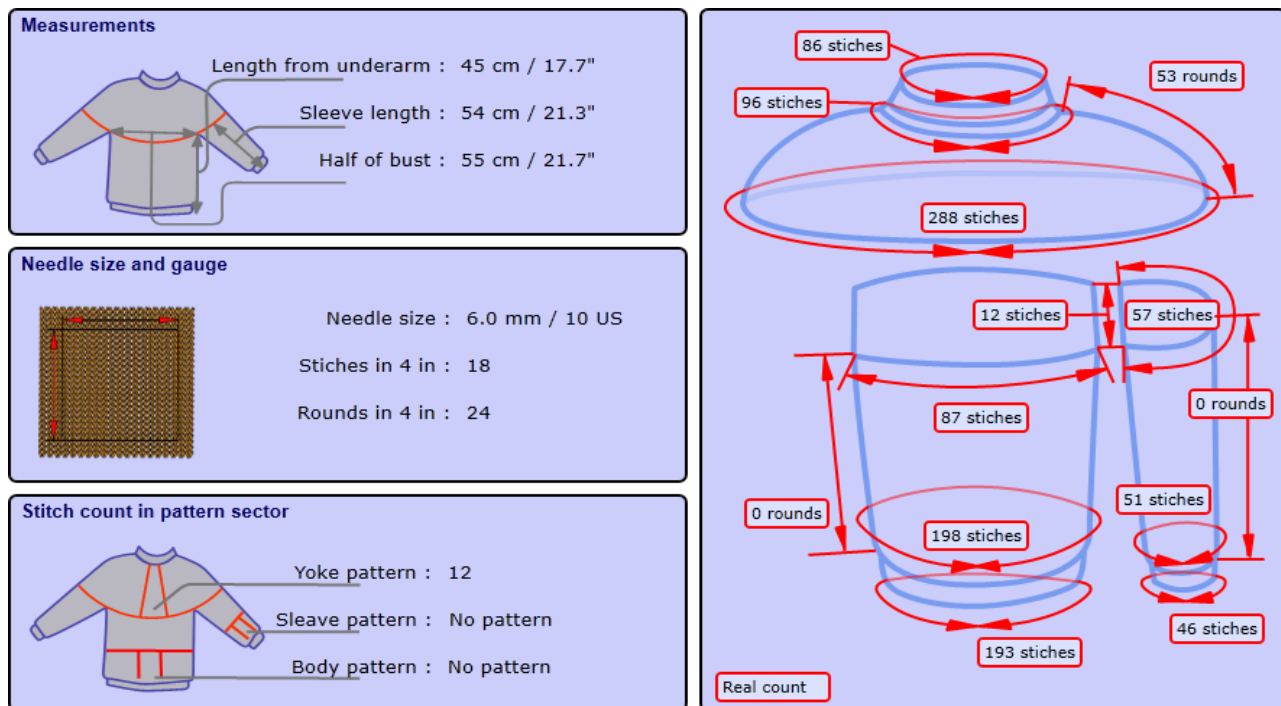 Measurements
Length from underarm : 45 cm / 17.7"
Sleeve length : 54 cm / 21.3"
Half of bust : 55 cm / 21.7"
Needle size and gauge
Needle size : 6.0 mm / 10 US
Stiches in 4 in : 18
Rounds in 4 in : 24
Stitch count in pattern sector
Yoke pattern : 12
Sleave pattern : No pattern
Body pattern : No pattern
86 stiches
53 rounds
96 stiches
288 stiches
12 stiches
57 stiches
87 stiches
0 rounds
0 rounds
51 stiches
198 stiches
46 stiches
193 stiches
Real count